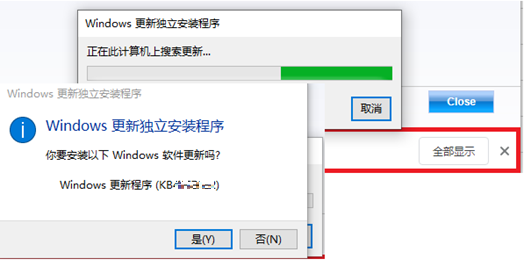 Windows 更新独立安装程序
正在此计算机上搜索更新...
取消
Close
全部显示
Windows 更新独立安装程序
Windows 更新独立安装程序
你要安装以下 Windows 软件更新吗?
Windows 更新程序 (KB
是(Y)
否(N)